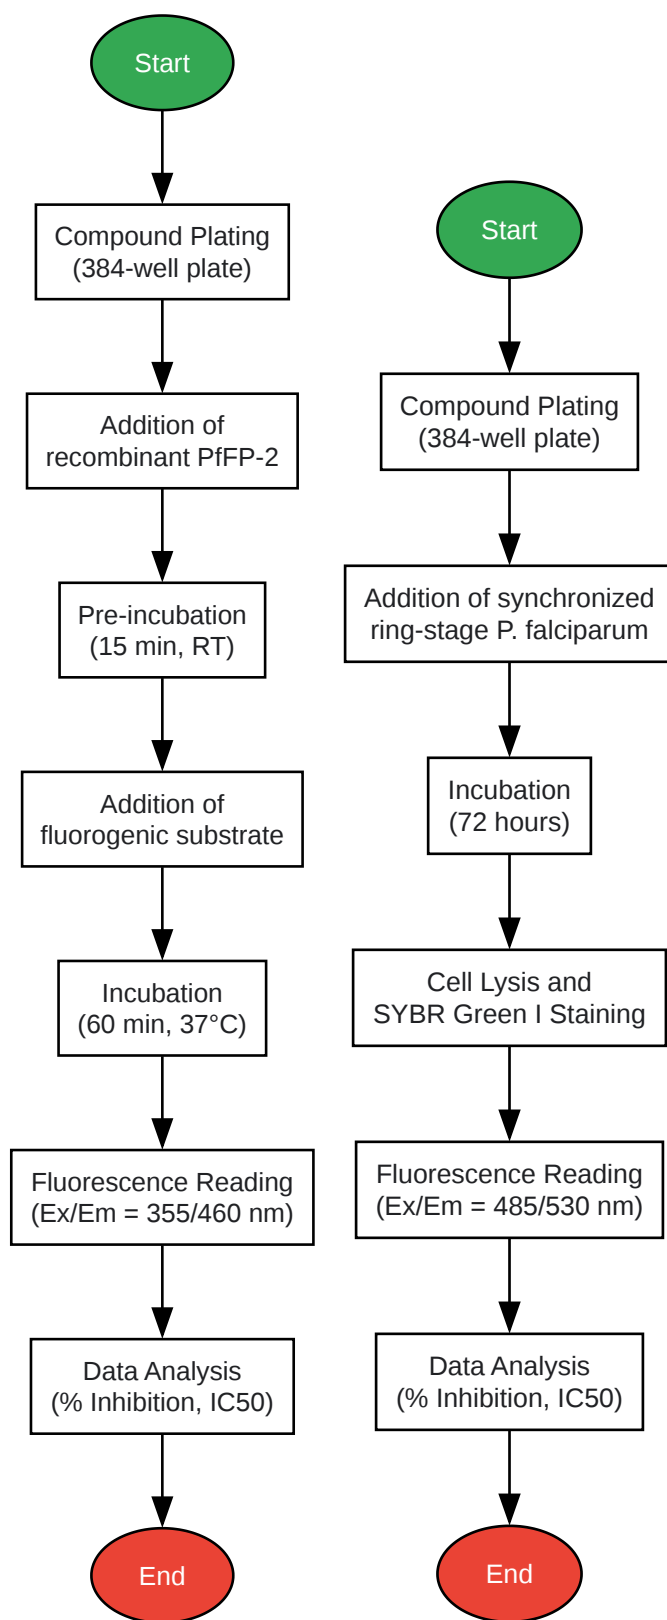 Start
Compound Plating
(384-well plate)
Addition of
recombinant PfFP-2
Pre-incubation
(15 min, RT)
Addition of
fluorogenic substrate
Incubation
(60 min, 37°C)
Fluorescence Reading
(Ex/Em = 355/460 nm)
Data Analysis
(% Inhibition, IC50)
End
Start
Compound Plating
(384-well plate)
Addition of synchronized
ring-stage P. falciparum
Incubation
(72 hours)
Cell Lysis and
SYBR Green I Staining
Fluorescence Reading
(Ex/Em = 485/530 nm)
Data Analysis
(% Inhibition, IC50)
End